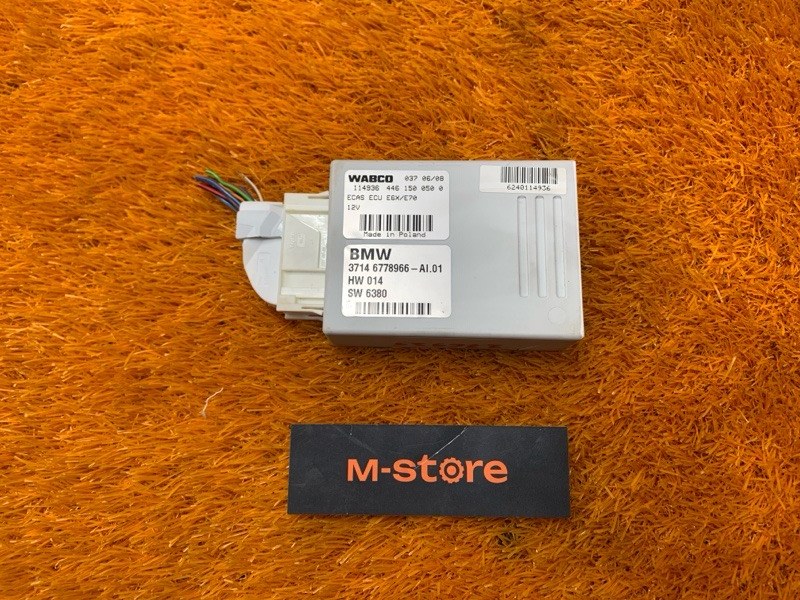 WABCO 037 06/08
114936 446 150 050 0
ECAS ECU E6X/E70
12V
Made in Poland
6240114936
BMW
3714 6778966-AI.01
HW 014
SW 6380
M-store